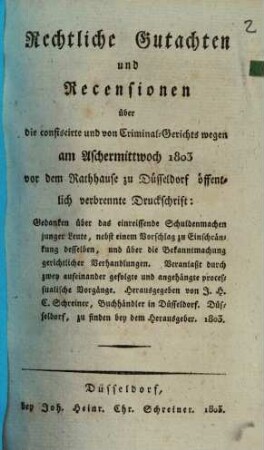 2
Rechtliche Gutachten
und
Recensionen
über
die confiscirte und von Criminal-Gerichts wegen
am Aschermittwoch 1803
vor dem Rathhause zu Düsseldorf öffent-
lich verbrennte Druckschrift:
Gedanken über das einreissende Schuldenmachen
junger Leute, nebst einem Vorschlag zu Einschrän-
kung desselben, und über die Bekanntmachung
gerichtlicher Verhandlungen. Veranlaßt durch
zwey aufeinander gefolgte und angehängte proces-
sualische Vorgänge. Herausgegeben von J. H.
C. Schreiner, Buchhändler in Düsseldorf. Düs-
seldorf, zu finden bey dem Herausgeber. 1803.
Düsseldorf,
bey Joh. Heinr. Chr. Schreiner. 1803.